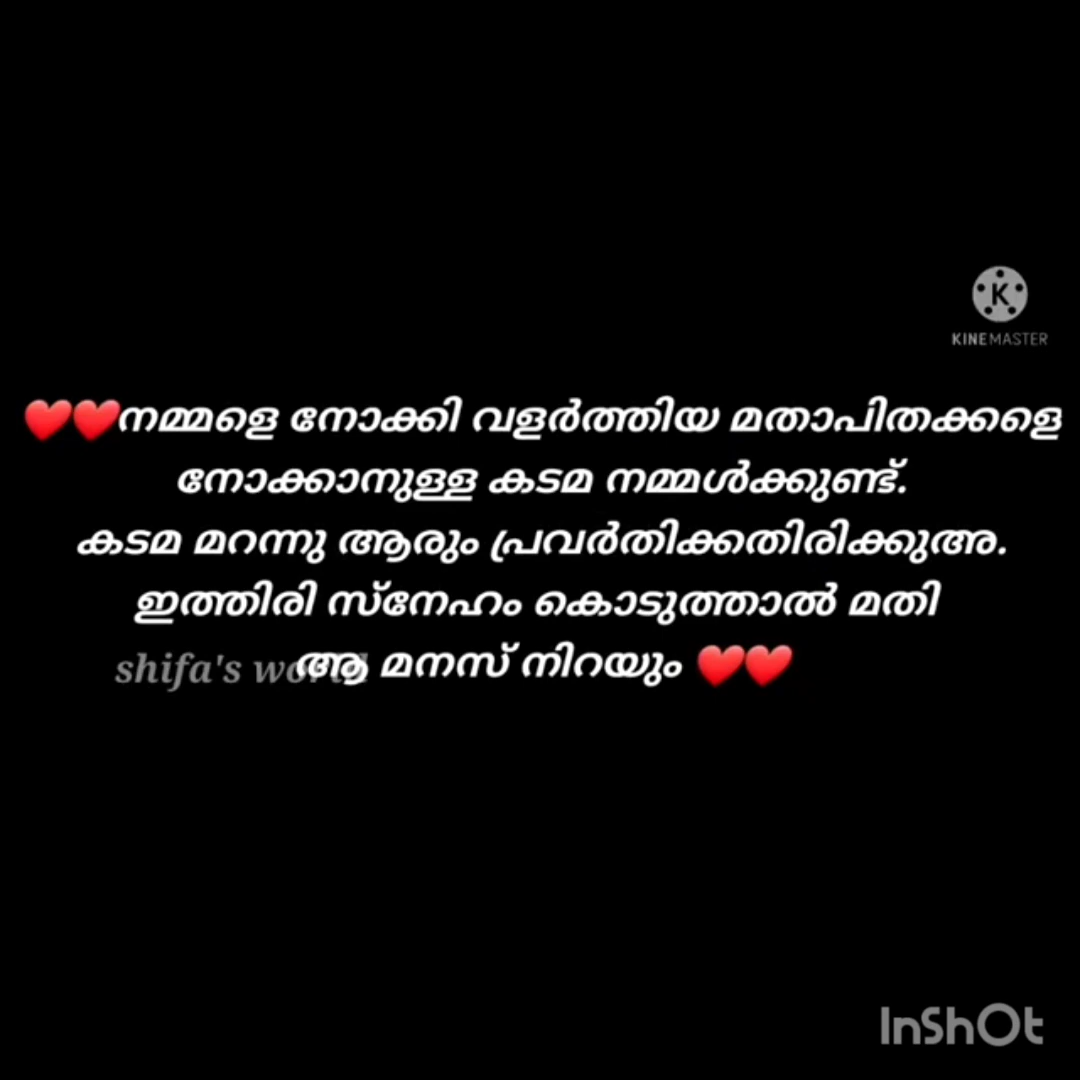 KINEMASTER
❤️❤️നമ്മളെ നോക്കി വളർത്തിയ മതാപിതക്കളെ
നോക്കാനുള്ള കടമ നമ്മൾക്കുണ്ട്.
കടമ മറന്നു ആരും പ്രവർതിക്കതിരിക്കുഅ.
ഇത്തിരി സ്നേഹം കൊടുത്താൽ മതി
ആ മനസ് നിറയും ❤️❤️
shifa's world
InShOt